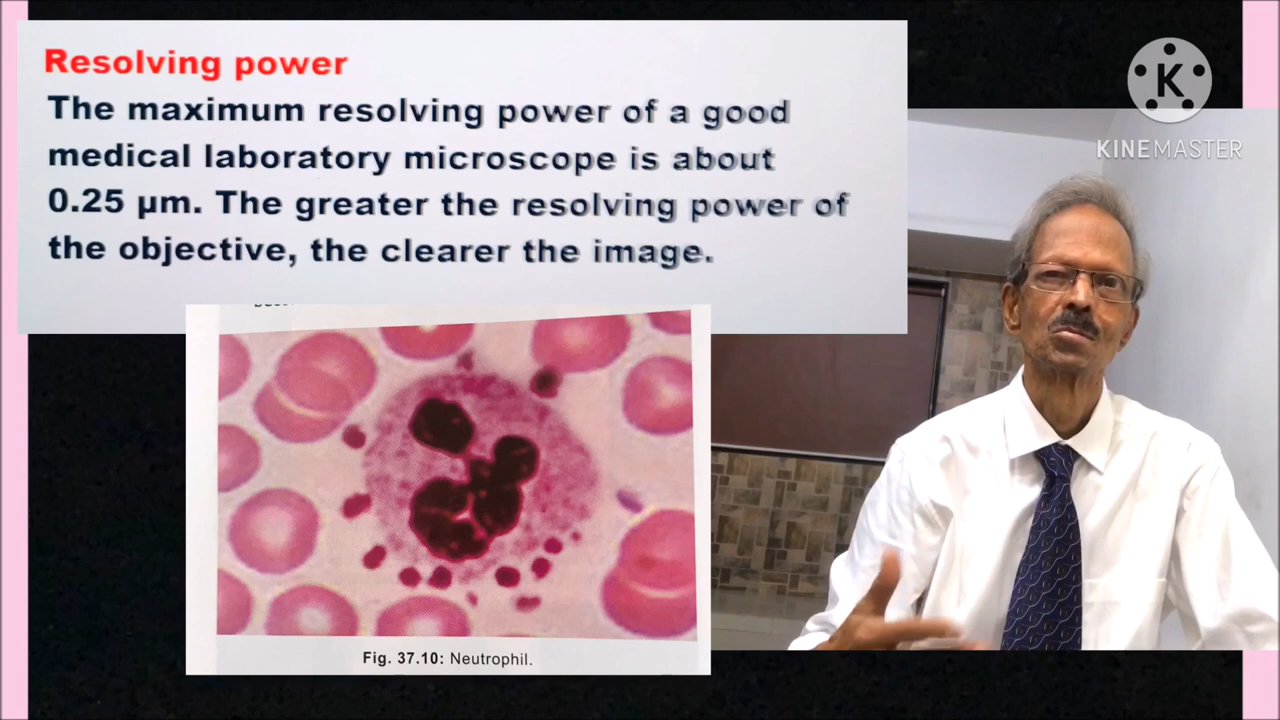 Resolving power
The maximum resolving power of a good
medical laboratory microscope is about
0.25 µm. The greater the resolving power of
the objective, the clearer the image.
K
KINEMASTER
Fig. 37.10: Neutrophil.